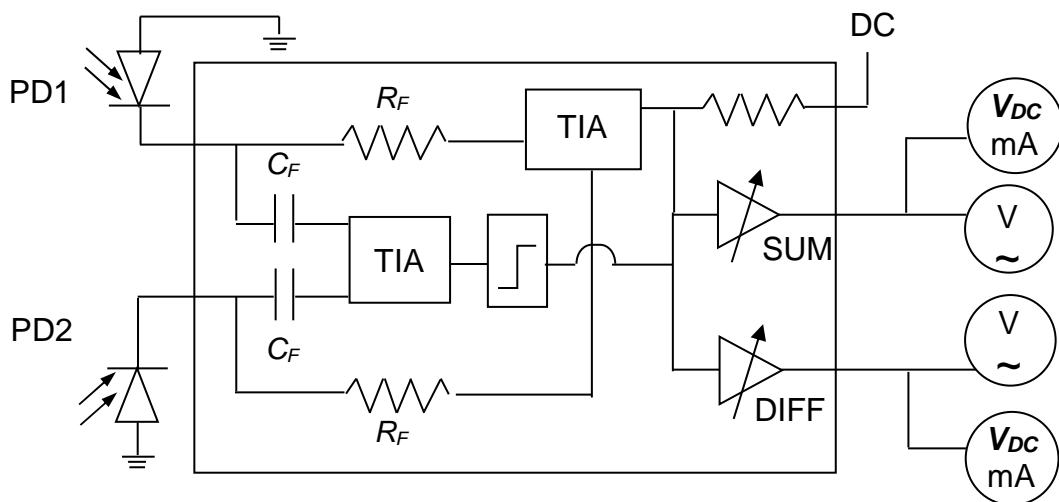 DC
PD1
R_F
TIA
V_DC
mA
C_F
TIA
SUM
V
~
PD2
C_F
V
~
DIFF
R_F
V_DC
mA